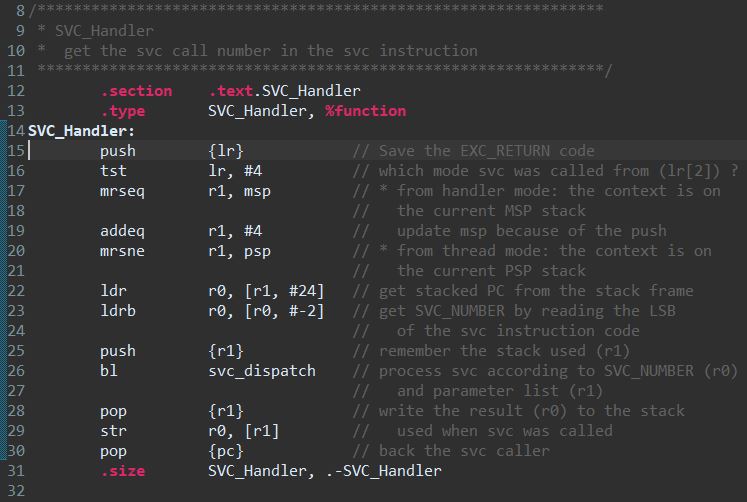 8 /***************************************************************
9  * SVC_Handler
10  *  get the svc call number in the svc instruction
11  ***************************************************************/
12         .section    .text.SVC_Handler
13         .type       SVC_Handler, %function
14 SVC_Handler:
15         push        {lr}            // Save the EXC_RETURN code
16         tst         lr, #4          // which mode svc was called from (lr[2]) ?
17         mrseq       r1, msp         // * from handler mode: the context is on
18                                     //   the current MSP stack
19         addeq       r1, #4          //   update msp because of the push
20         mrsne       r1, psp         // * from thread mode: the context is on
21                                     //   the current PSP stack
22         ldr         r0, [r1, #24]   // get stacked PC from the stack frame
23         ldrb        r0, [r0, #-2]   // get SVC_NUMBER by reading the LSB
24                                     //   of the svc instruction code
25         push        {r1}            // remember the stack used (r1)
26         bl          svc_dispatch    // process svc according to SVC_NUMBER (r0)
27                                     //   and parameter list (r1)
28         pop         {r1}            // write the result (r0) to the stack
29         str         r0, [r1]        //   used when svc was called
30         pop         {pc}            // back the svc caller
31         .size       SVC_Handler, .-SVC_Handler
32